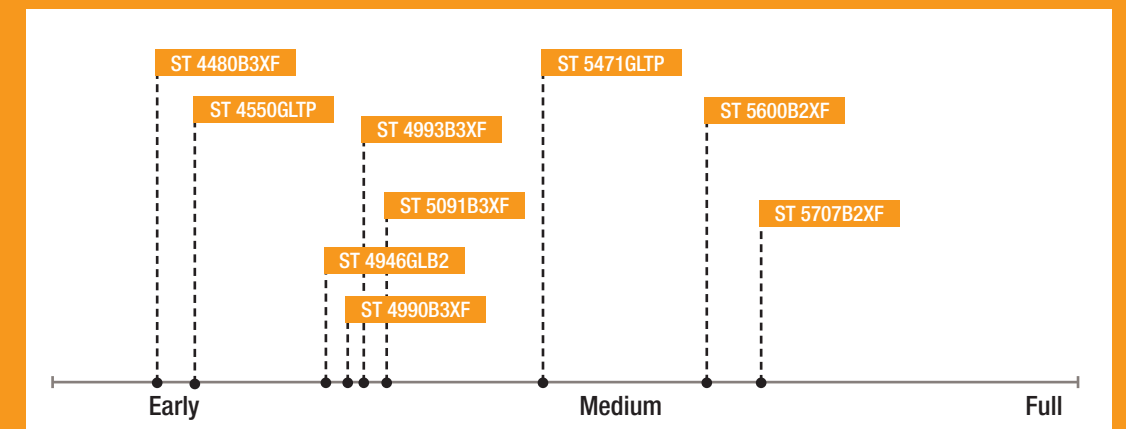 ST 4480B3XF
ST 5471GLTP
ST 4550GLTP
ST 5600B2XF
ST 4993B3XF
ST 5091B3XF
ST 5707B2XF
ST 4946GLB2
ST 4990B3XF
Early
Medium
Full